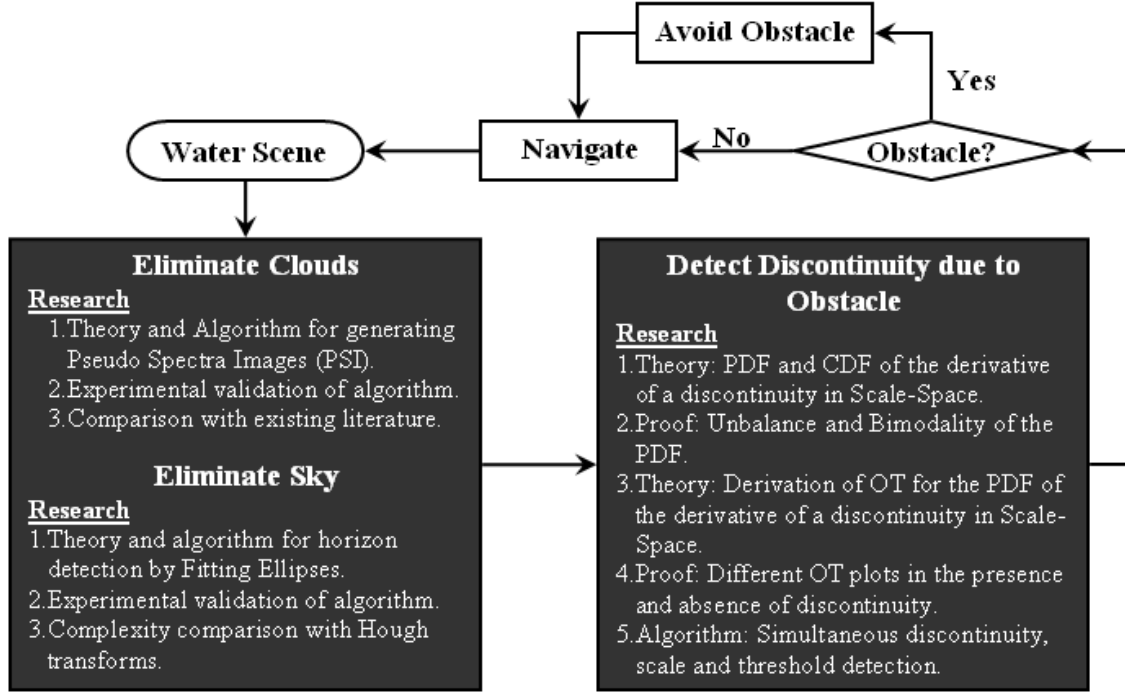 Avoid Obstacle
Yes
Water Scene
Navigate
No
Obstacle?
Eliminate Clouds
Research
1.Theory and Algorithm for generating
Pseudo Spectra Images (PSI).
2.Experimental validation of algorithm.
3.Comparison with existing literature.
Eliminate Sky
Research
1.Theory and algorithm for horizon
detection by Fitting Ellipses.
2.Experimental validation of algorithm.
3.Complexity comparison with Hough
transforms.
Detect Discontinuity due to
Obstacle
Research
1.Theory: PDF and CDF of the derivative
of a discontinuity in Scale-Space.
2.Proof: Unbalance and Bimodality of the
PDF.
3.Theory: Derivation of OT for the PDF of
the derivative of a discontinuity in Scale-
Space.
4.Proof: Different OT plots in the presence
and absence of discontinuity.
5.Algorithm: Simultaneous discontinuity,
scale and threshold detection.